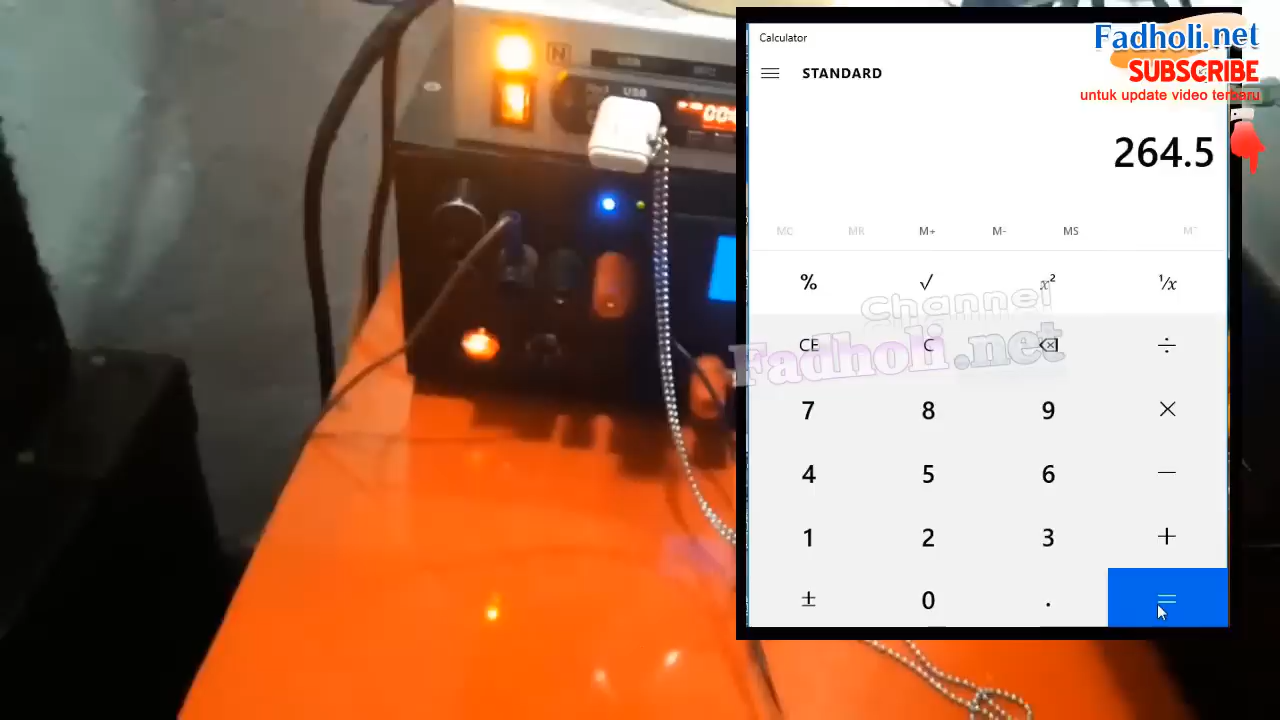 N
USB
Calculator
STANDARD
264.5
MC MR M+ M- MS M˅
% √ x² ¹/x
CE C ÷
7 8 9 ×
4 5 6 −
1 2 3 +
± 0 . =
Fadholi.net
SUBSCRIBE
untuk update video terbaru
Channel
Fadholi.net